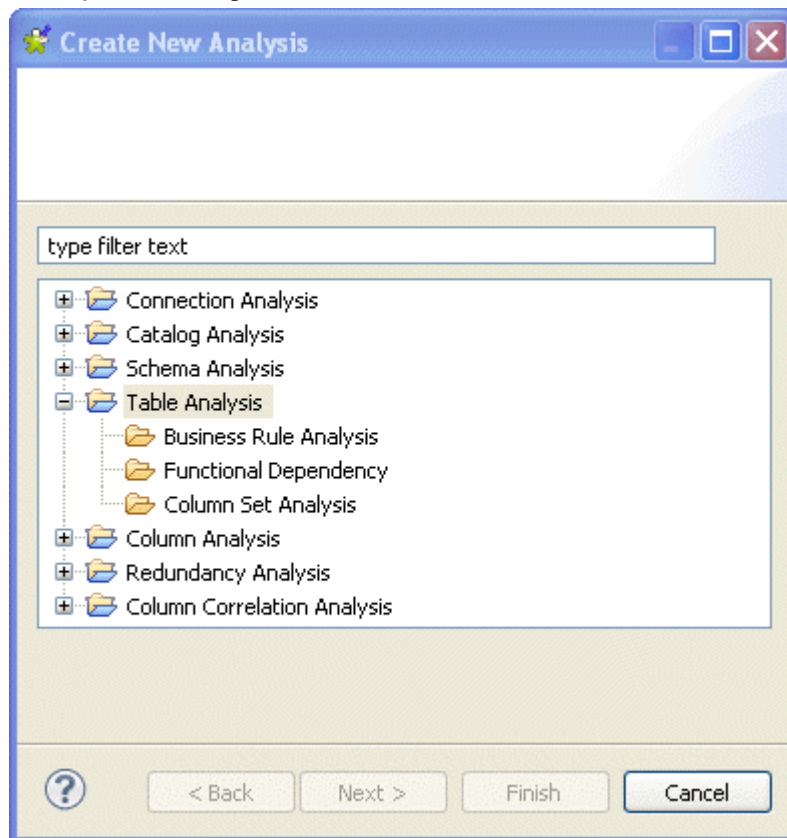 Create New Analysis
type filter text
Connection Analysis
Catalog Analysis
Schema Analysis
Table Analysis
Business Rule Analysis
Functional Dependency
Column Set Analysis
Column Analysis
Redundancy Analysis
Column Correlation Analysis
? < Back Next > Finish Cancel